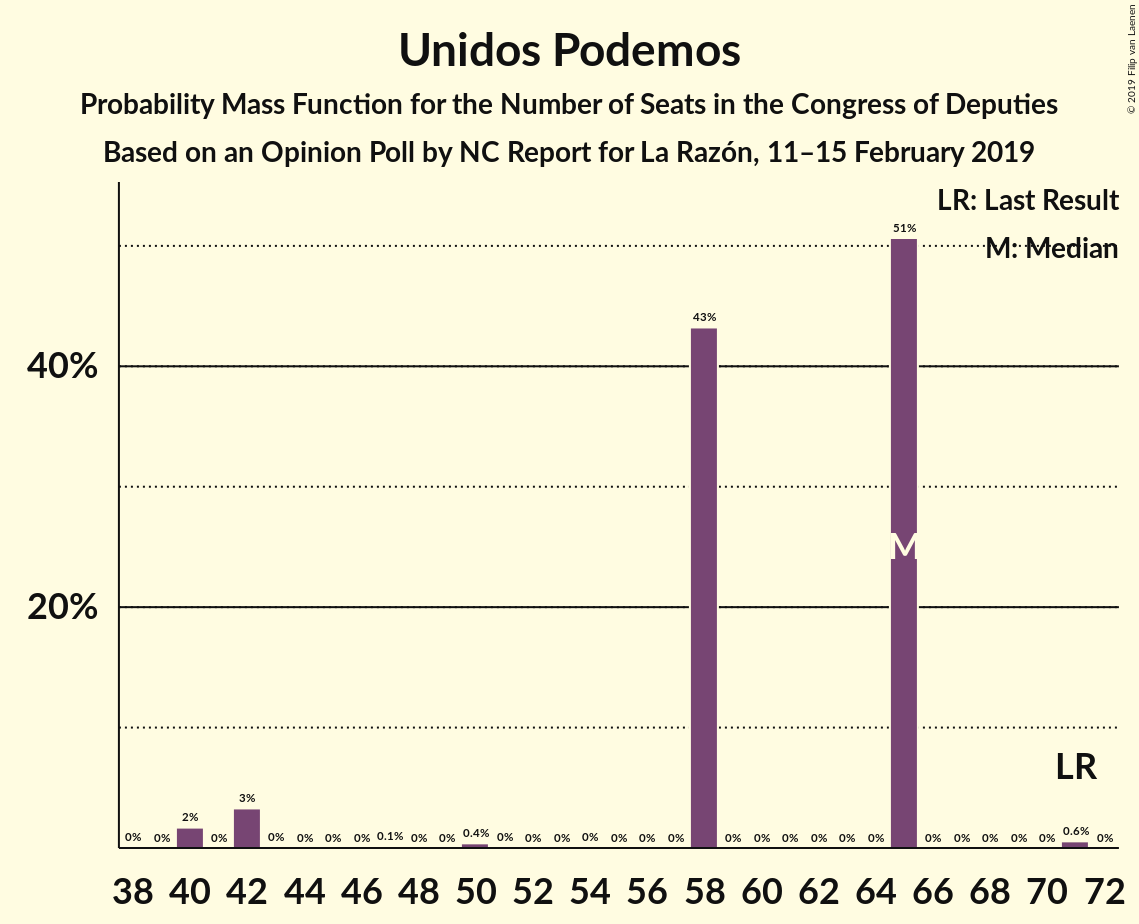 Unidos Podemos
Probability Mass Function for the Number of Seats in the Congress of Deputies
Based on an Opinion Poll by NC Report for La Razón, 11–15 February 2019
© 2019 Filip van Laenen
LR: Last Result
M: Median
40%
20%
0% 0% 2% 0% 3% 0% 0% 0% 0% 0.1% 0% 0% 0.4% 0% 0% 0% 0% 0% 0% 0% 43% 0% 0% 0% 0% 0% 0% 51% 0% 0% 0% 0% 0% 0.6% 0%
M
LR
38 40 42 44 46 48 50 52 54 56 58 60 62 64 66 68 70 72